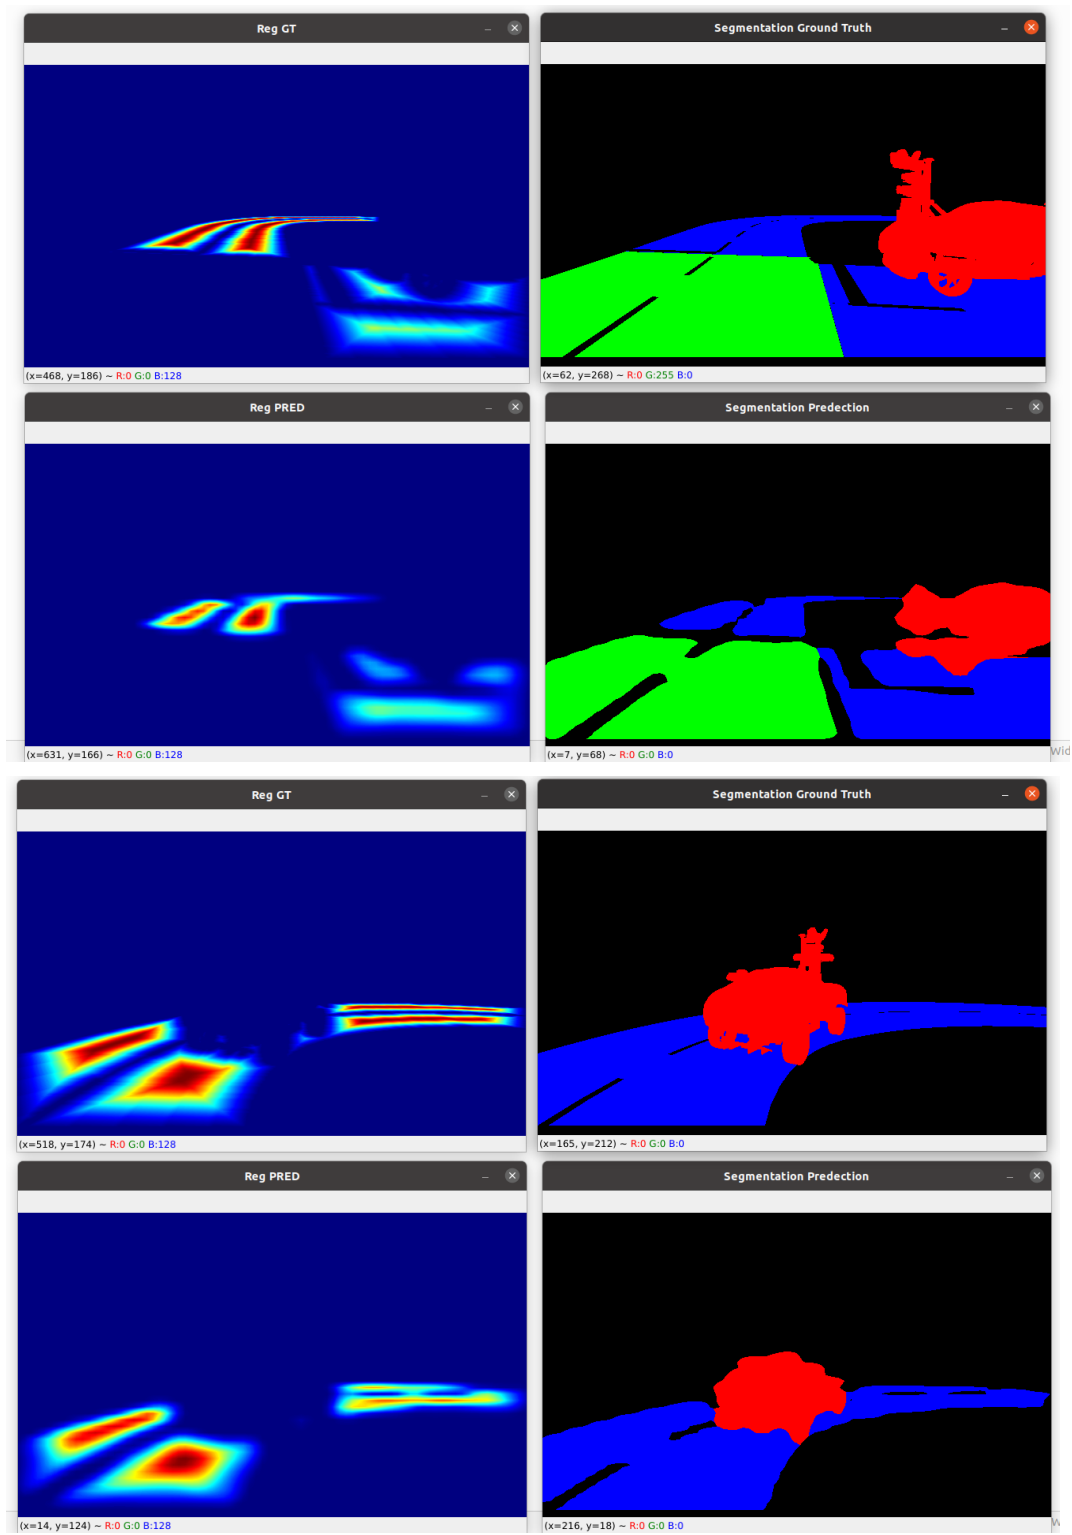 Reg GT
Segmentation Ground Truth
(x=468, y=186) ~ R:0 G:0 B:128
(x=62, y=268) ~ R:0 G:255 B:0
Reg PRED
Segmentation Predection
(x=631, y=166) ~ R:0 G:0 B:128
(x=7, y=68) ~ R:0 G:0 B:0
Wid
Reg GT
Segmentation Ground Truth
(x=518, y=174) ~ R:0 G:0 B:128
(x=165, y=212) ~ R:0 G:0 B:0
Reg PRED
Segmentation Predection
(x=14, y=124) ~ R:0 G:0 B:128
(x=216, y=18) ~ R:0 G:0 B:0
W